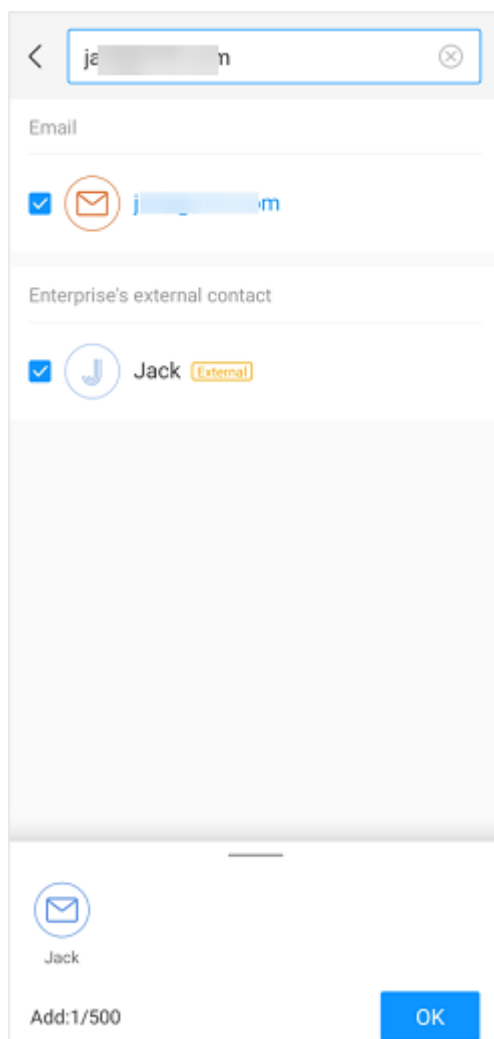 Email
Enterprise's external contact
Jack External
Jack
Add:1/500
OK